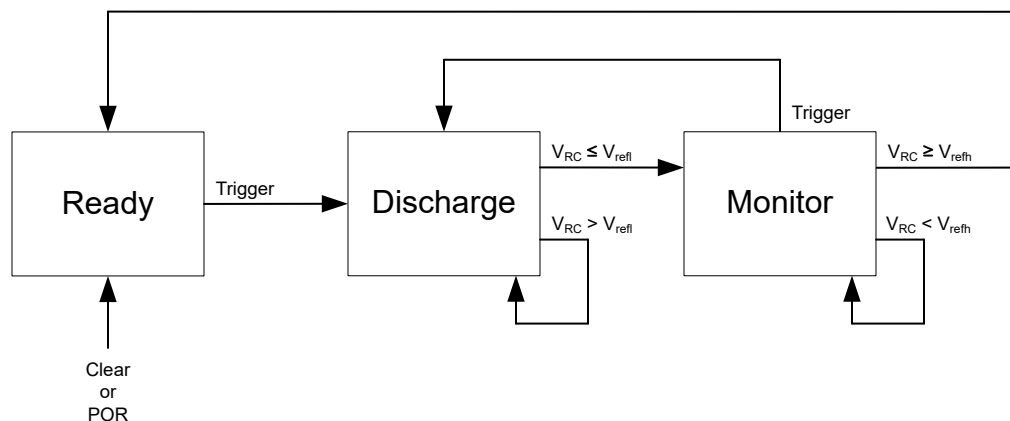 Trigger
V_RC ≤ V_refl
V_RC ≥ V_refh
Ready
Trigger
Discharge
Monitor
V_RC > V_refl
V_RC < V_refh
Clear
or
POR